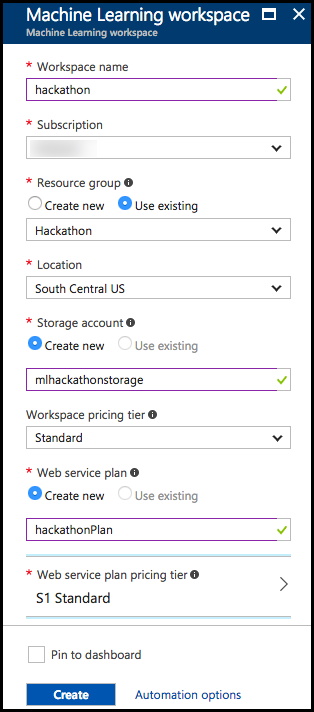 Machine Learning workspace
Machine Learning workspace
* Workspace name
hackathon
* Subscription
* Resource group
Create new Use existing
Hackathon
* Location
South Central US
* Storage account
Create new Use existing
mlhackathonstorage
Workspace pricing tier
Standard
* Web service plan
Create new Use existing
hackathonPlan
* Web service plan pricing tier
S1 Standard
Pin to dashboard
Create Automation options